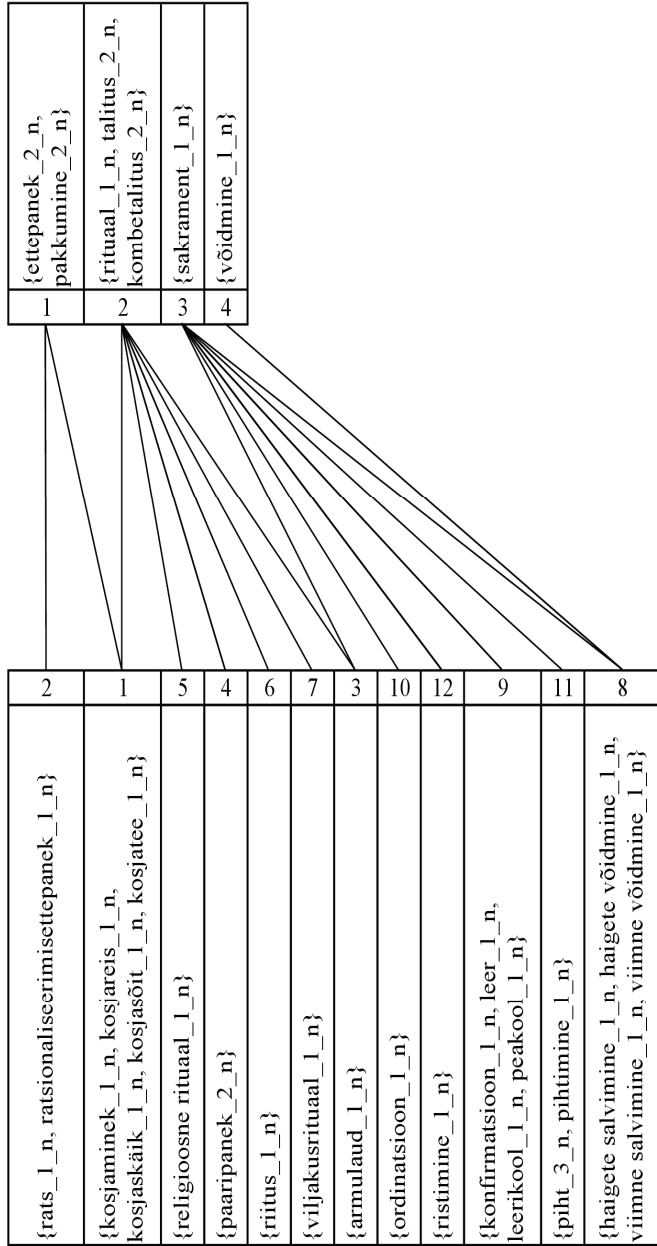 1
{ettepanek_2_n,
pakkumine_2_n}
2
{rituaal_1_n, talitus_2_n,
kombetalitus_2_n}
3
{sakrament_1_n}
4
{võidmine_1_n}
{rats_1_n, ratsionaliseerimisettepanek_1_n}
2
{kosjaminek_1_n, kosjareis_1_n,
kosjaskäik_1_n, kosjasõit_1_n, kosjatee_1_n}
1
{religioosne rituaal_1_n}
5
{paaripanek_2_n}
4
{riitus_1_n}
6
{viljakusrituaal_1_n}
7
{armulaud_1_n}
3
{ordinatsioon_1_n}
10
{ristimine_1_n}
12
{konfirmatsioon_1_n, leer_1_n,
leerikool_1_n, peakool_1_n}
9
{piht_3_n, pihtimine_1_n}
11
{haigete salvimine_1_n, haigete võidmine_1_n,
viimne salvimine_1_n, viimne võidmine_1_n}
8